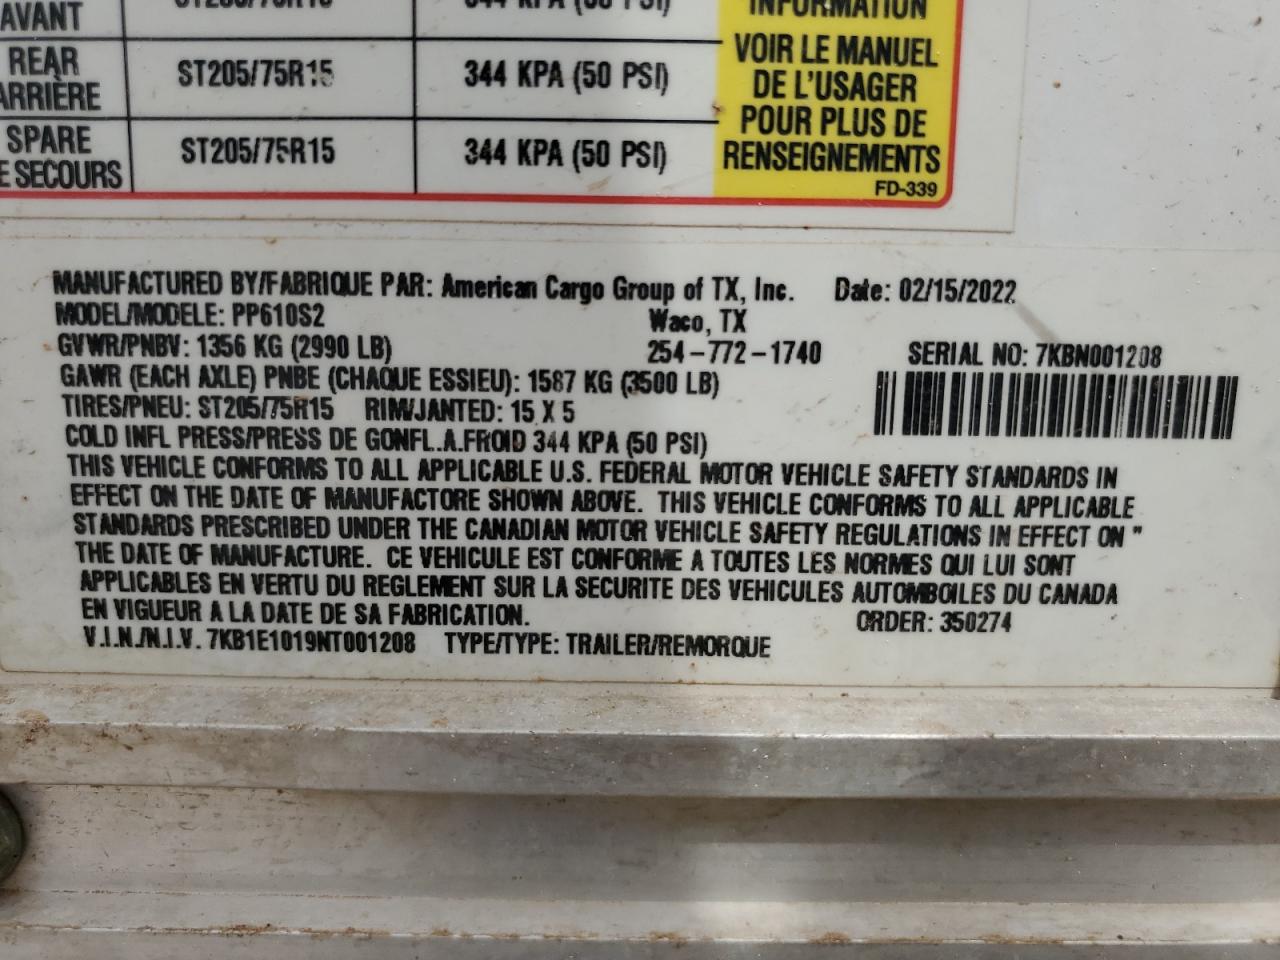 AVANT ST205/75R15 344 KPA (50 PSI) INFORMATION
REAR
ARRIÈRE ST205/75R15 344 KPA (50 PSI)
SPARE
E SECOURS ST205/75R15 344 KPA (50 PSI)
VOIR LE MANUEL
DE L'USAGER
POUR PLUS DE
RENSEIGNEMENTS
FD-339
MANUFACTURED BY/FABRIQUE PAR: American Cargo Group of TX, Inc. Date: 02/15/2022
MODEL/MODELE: PP610S2 Waco, TX
GVWR/PNBV: 1356 KG (2990 LB) 254-772-1740 SERIAL NO: 7KBN001208
GAWR (EACH AXLE) PNBE (CHAQUE ESSIEU): 1587 KG (3500 LB)
TIRES/PNEU: ST205/75R15 RIM/JANTED: 15 X 5
COLD INFL PRESS/PRESS DE GONFL.A.FROID 344 KPA (50 PSI)
THIS VEHICLE CONFORMS TO ALL APPLICABLE U.S. FEDERAL MOTOR VEHICLE SAFETY STANDARDS IN
EFFECT ON THE DATE OF MANUFACTORE SHOWN ABOVE. THIS VEHICLE CONFORMS TO ALL APPLICABLE
STANDARDS PRESCRIBED UNDER THE CANADIAN MOTOR VEHICLE SAFETY REGULATIONS IN EFFECT ON "
THE DATE OF MANUFACTURE. CE VEHICULE EST CONFORME A TOUTES LES NORMES QUI LUI SONT
APPLICABLES EN VERTU DU REGLEMENT SUR LA SECURITE DES VEHICULES AUTOMBOILES DU CANADA
EN VIGUEUR A LA DATE DE SA FABRICATION. ORDER: 350274
V.I.N./N.I.V. 7KB1E1019NT001208 TYPE/TYPE: TRAILER/REMORQUE